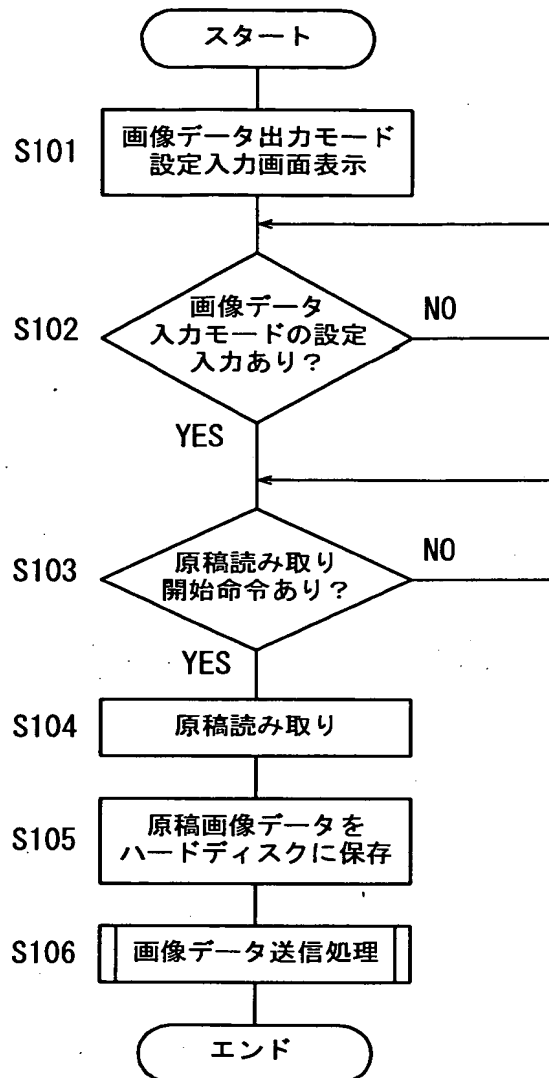 スタート
S101
画像データ出力モード
設定入力画面表示
S102
画像データ
入力モードの設定
入力あり？
NO
YES
S103
原稿読み取り
開始命令あり？
NO
YES
S104
原稿読み取り
S105
原稿画像データを
ハードディスクに保存
S106
画像データ送信処理
エンド